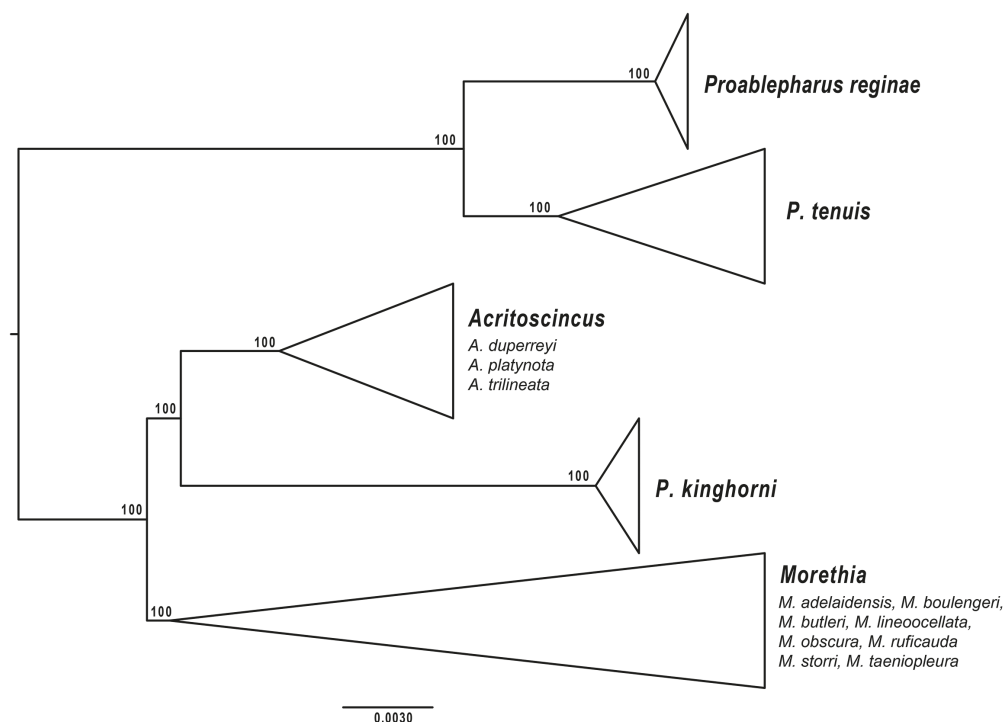 100
Proablepharus reginae
100
100
P. tenuis
Acritoscincus
100
A. duperreyi
A. platynota
A. trilineata
100
100
P. kinghorni
100
Morethia
100
M. adelaidensis, M. boulengeri,
M. butleri, M. lineoocellata,
M. obscura, M. ruficauda
M. storri, M. taeniopleura
0.0030